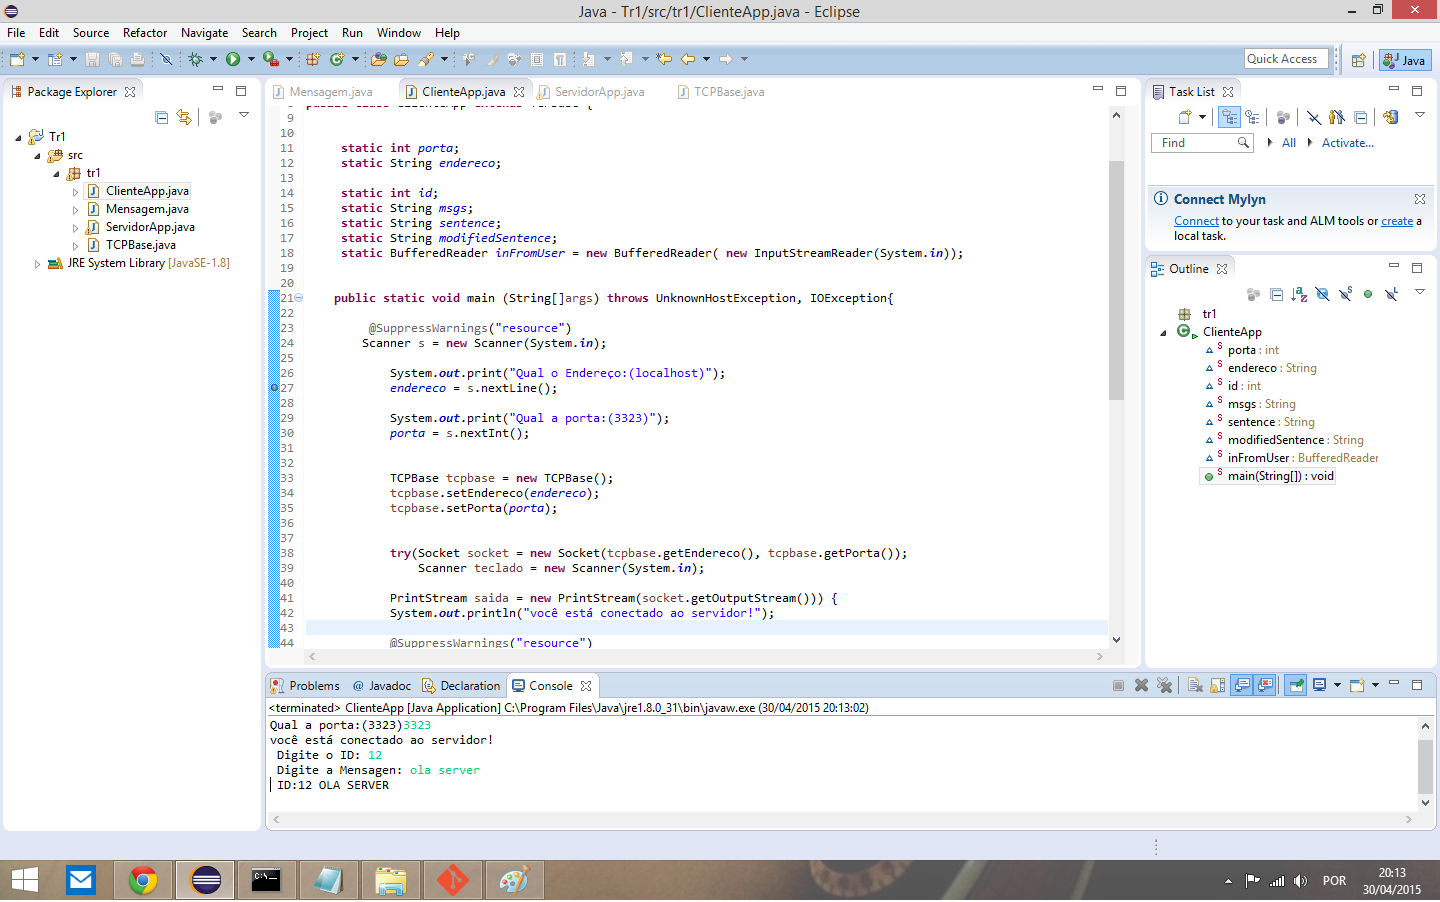 Java - Tr1/src/tr1/ClienteApp.java - Eclipse
File Edit Source Refactor Navigate Search Project Run Window Help
Quick Access
Java
Package Explorer
Tr1
src
tr1
ClienteApp.java
Mensagem.java
ServidorApp.java
TCPBase.java
JRE System Library [JavaSE-1.8]
Mensagem.java ClienteApp.java ServidorApp.java TCPBase.java
9
10
11 static int porta;
12 static String endereco;
13
14 static int id;
15 static String msgs;
16 static String sentence;
17 static String modifiedSentence;
18 static BufferedReader inFromUser = new BufferedReader( new InputStreamReader(System.in));
19
20
21 public static void main (String[]args) throws UnknownHostException, IOException{
22
23 @SuppressWarnings("resource")
24 Scanner s = new Scanner(System.in);
25
26 System.out.print("Qual o Endereço:(localhost)");
27 endereco = s.nextLine();
28
29 System.out.print("Qual a porta:(3323)");
30 porta = s.nextInt();
31
32
33 TCPBase tcpbase = new TCPBase();
34 tcpbase.setEndereco(endereco);
35 tcpbase.setPorta(porta);
36
37
38 try(Socket socket = new Socket(tcpbase.getEndereco(), tcpbase.getPorta());
39 Scanner teclado = new Scanner(System.in);
40
41 PrintStream saida = new PrintStream(socket.getOutputStream())) {
42 System.out.println("você está conectado ao servidor!");
43
44 @SuppressWarnings("resource")
Task List
Find
All
Activate...
Connect Mylyn
Connect to your task and ALM tools or create a
local task.
Outline
tr1
ClienteApp
porta : int
endereco : String
id : int
msgs : String
sentence : String
modifiedSentence : String
inFromUser : BufferedReader
main(String[]) : void
Problems Javadoc Declaration Console
<terminated> ClienteApp [Java Application] C:\Program Files\Java\jre1.8.0_31\bin\javaw.exe (30/04/2015 20:13:02)
Qual a porta:(3323)3323
você está conectado ao servidor!
Digite o ID: 12
Digite a Mensagen: ola server
ID:12 OLA SERVER
POR
20:13
30/04/2015